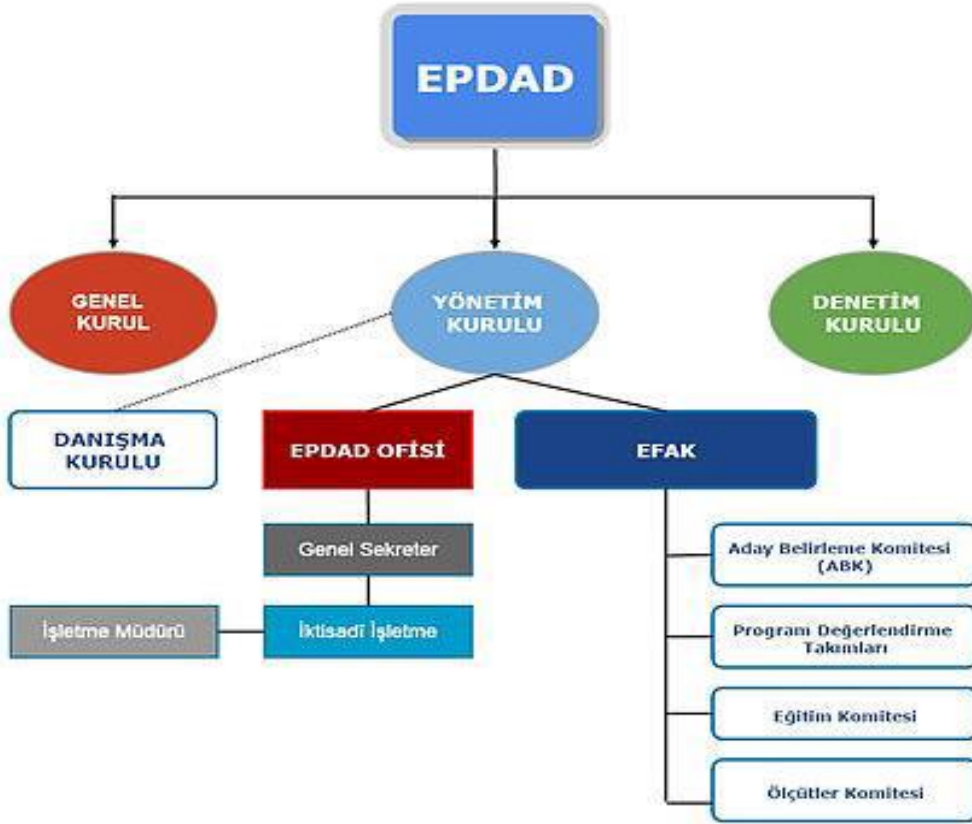 EPDAD
GENEL
KURUL
YÖNETİM
KURULU
DENETİM
KURULU
DANIŞMA
KURULU
EPDAD OFİSİ
EFAK
Genel Sekreter
Aday Belirleme Komitesi
(ABK)
İşletme Müdürü
İktisadî İşletme
Program Değerlendirme
Takımları
Eğitim Komitesi
Ölçütler Komitesi